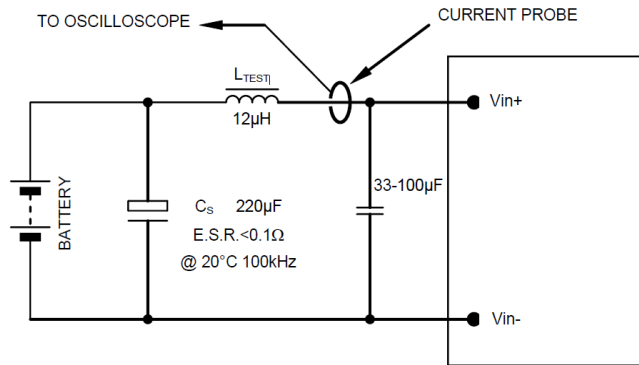 TO OSCILLOSCOPE
CURRENT PROBE
LTEST
12µH
Vin+
33-100µF
BATTERY
CS 220µF
E.S.R.<0.1Ω
@ 20°C 100kHz
Vin-